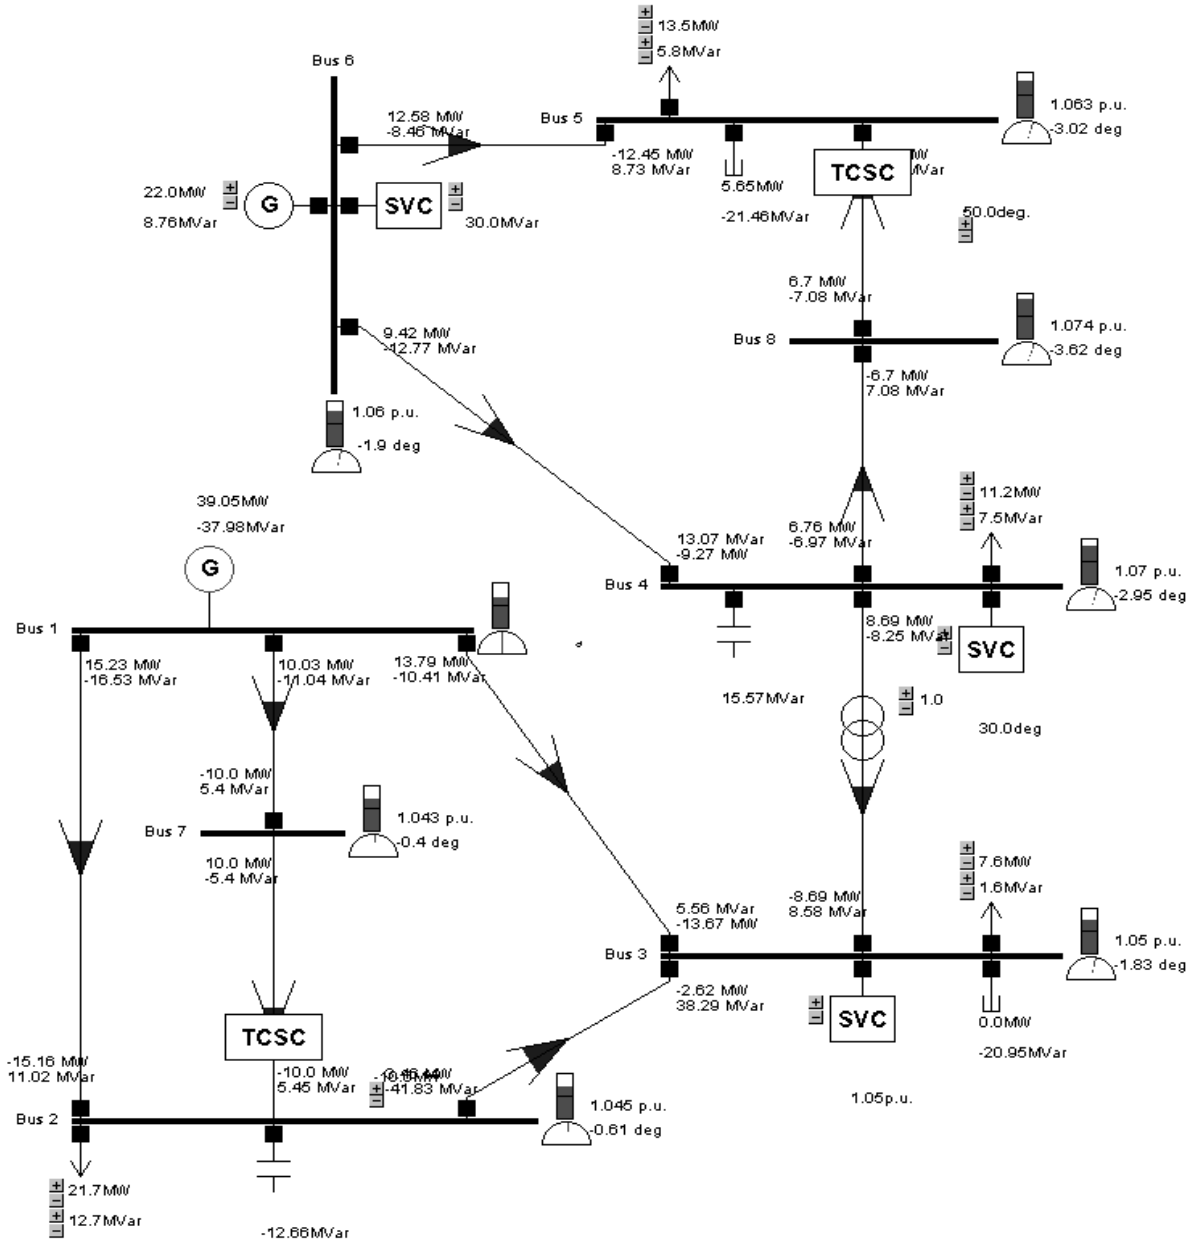 13.5MW
5.8MVar
Bus 6
12.58 MW
-8.46 MVar
Bus 5
1.063 p.u.
-3.02 deg
-12.45 MW
8.73 MVar
5.65MW
-21.46MVar
TCSC
MVar
22.0MW
8.76MVar
G
SVC
30.0MVar
50.0deg.
6.7 MW
-7.08 MVar
9.42 MW
-12.77 MVar
Bus 8
1.074 p.u.
-3.62 deg
-6.7 MW
7.08 MVar
1.06 p.u.
-1.9 deg
39.05MW
-37.98MVar
G
11.2MW
7.5MVar
13.07 MVar
-9.27 MW
6.76 MW
-6.97 MVar
Bus 4
1.07 p.u.
-2.95 deg
8.69 MW
-8.25 MVar
SVC
Bus 1
15.23 MW
-16.53 MVar
10.03 MW
-11.04 MVar
13.79 MW
-10.41 MVar
15.57MVar
1.0
30.0deg
-10.0 MW
5.4 MVar
Bus 7
1.043 p.u.
-0.4 deg
10.0 MW
-5.4 MVar
7.6MW
1.6MVar
5.56 MVar
-13.67 MW
-8.69 MW
8.58 MVar
Bus 3
1.05 p.u.
-1.83 deg
-2.62 MW
38.29 MVar
SVC
0.0MW
-20.95MVar
1.05p.u.
TCSC
-15.16 MW
11.02 MVar
-10.0 MW
5.45 MVar
-41.83 MVar
Bus 2
1.045 p.u.
-0.61 deg
21.7MW
12.7MVar
-12.66MVar